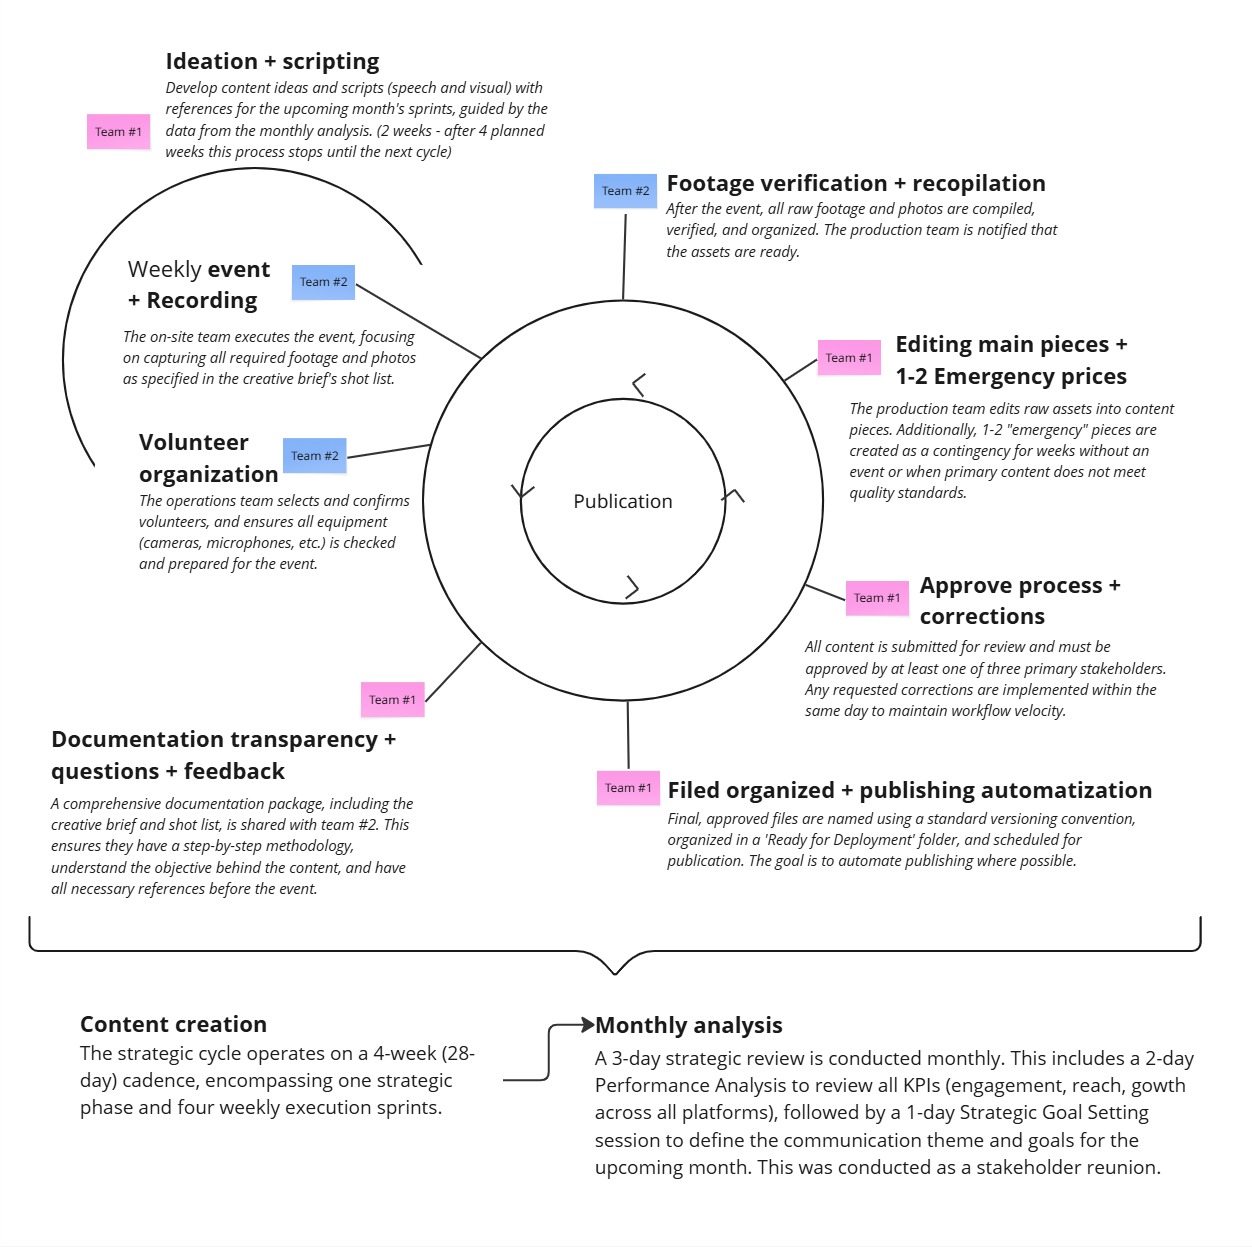 Ideation + scripting
Develop content ideas and scripts (speech and visual) with
references for the upcoming month's sprints, guided by the
data from the monthly analysis. (2 weeks - after 4 planned
weeks this process stops until the next cycle)
Team #1
Team #2
Footage verification + recopilation
After the event, all raw footage and photos are compiled,
verified, and organized. The production team is notified that
the assets are ready.
Weekly event
+ Recording
Team #2
The on-site team executes the event, focusing
on capturing all required footage and photos
as specified in the creative brief's shot list.
Team #1
Editing main pieces +
1-2 Emergency prices
The production team edits raw assets into content
pieces. Additionally, 1-2 "emergency" pieces are
created as a contingency for weeks without an
event or when primary content does not meet
quality standards.
Volunteer
organization
Team #2
The operations team selects and confirms
volunteers, and ensures all equipment
(cameras, microphones, etc.) is checked
and prepared for the event.
Publication
Team #1
Approve process +
corrections
All content is submitted for review and must be
approved by at least one of three primary stakeholders.
Any requested corrections are implemented within the
same day to maintain workflow velocity.
Team #1
Documentation transparency +
questions + feedback
A comprehensive documentation package, including the
creative brief and shot list, is shared with team #2. This
ensures they have a step-by-step methodology,
understand the objective behind the content, and have
all necessary references before the event.
Team #1
Filed organized + publishing automatization
Final, approved files are named using a standard versioning convention,
organized in a 'Ready for Deployment' folder, and scheduled for
publication. The goal is to automate publishing where possible.
Content creation
The strategic cycle operates on a 4-week (28-
day) cadence, encompassing one strategic
phase and four weekly execution sprints.
Monthly analysis
A 3-day strategic review is conducted monthly. This includes a 2-day
Performance Analysis to review all KPIs (engagement, reach, gowth
across all platforms), followed by a 1-day Strategic Goal Setting
session to define the communication theme and goals for the
upcoming month. This was conducted as a stakeholder reunion.